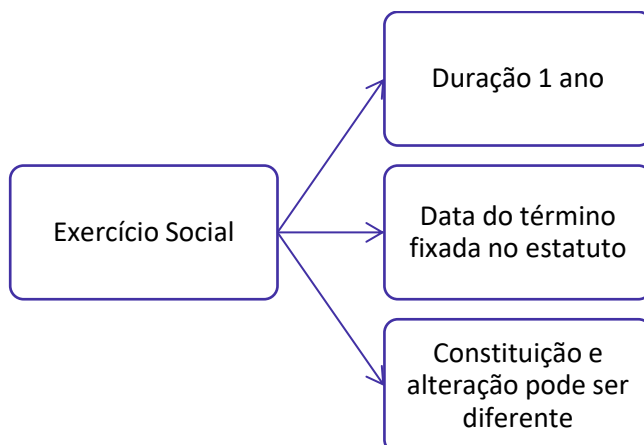 Exercício Social
Duração 1 ano
Data do término
fixada no estatuto
Constituição e
alteração pode ser
diferente